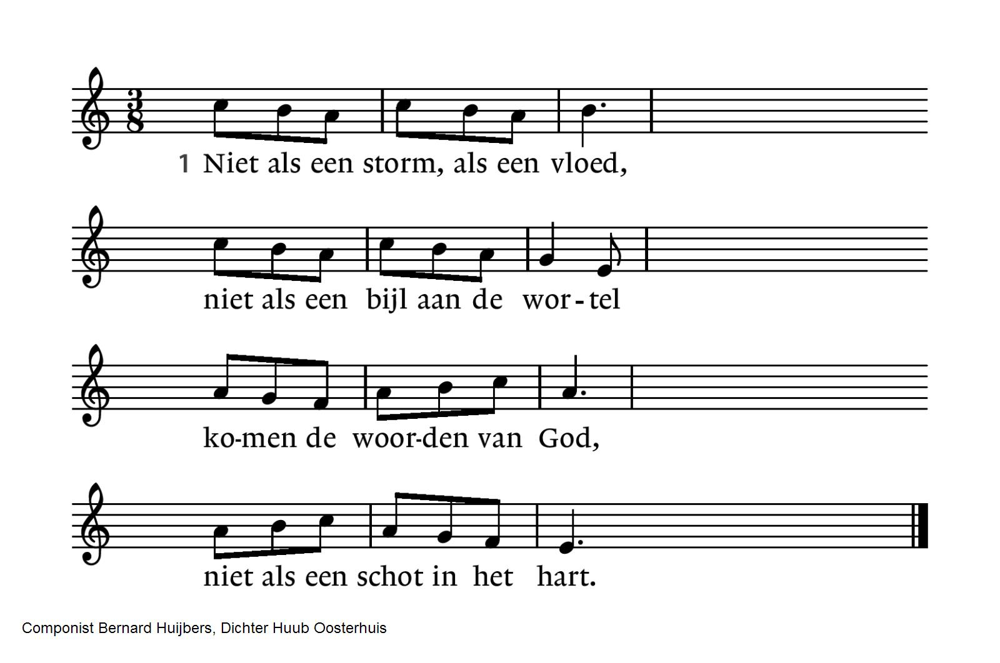 3
8
1 Niet als een storm, als een vloed,
niet als een bijl aan de wor-tel
ko-men de woor-den van God,
niet als een schot in het hart.
Componist Bernard Huijbers, Dichter Huub Oosterhuis